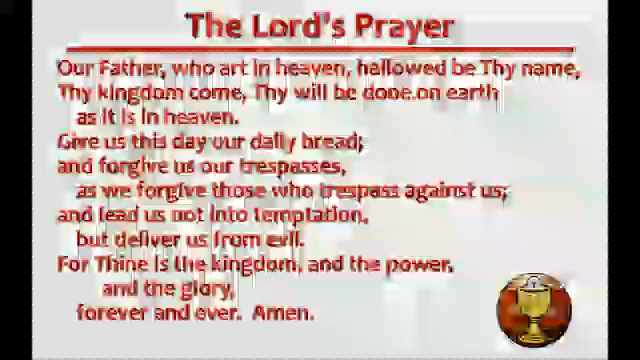 The Lord's Prayer
Our Father, who art in heaven, hallowed be Thy name,
Thy kingdom come, Thy will be done on earth
as it is in heaven.
Give us this day our daily bread;
and forgive us our trespasses,
as we forgive those who trespass against us;
and lead us not into temptation,
but deliver us from evil.
For Thine is the kingdom, and the power,
and the glory,
forever and ever. Amen.